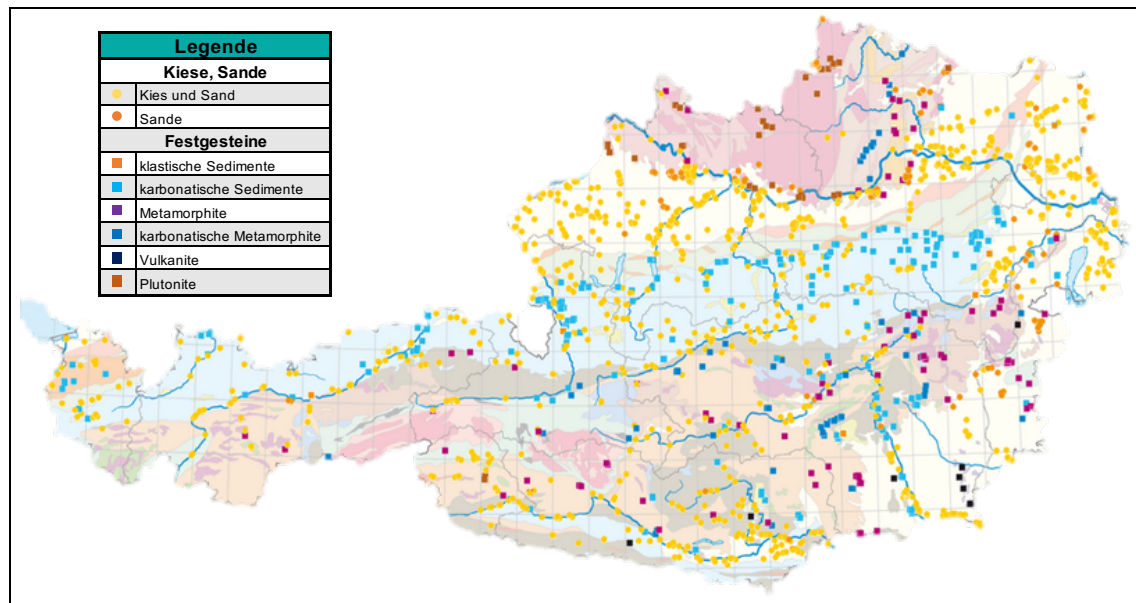 Legende
Kiese, Sande
Kies und Sand
Sande
Festgesteine
klastische Sedimente
karbonatische Sedimente
Metamorphite
karbonatische Metamorphite
Vulkanite
Plutonite